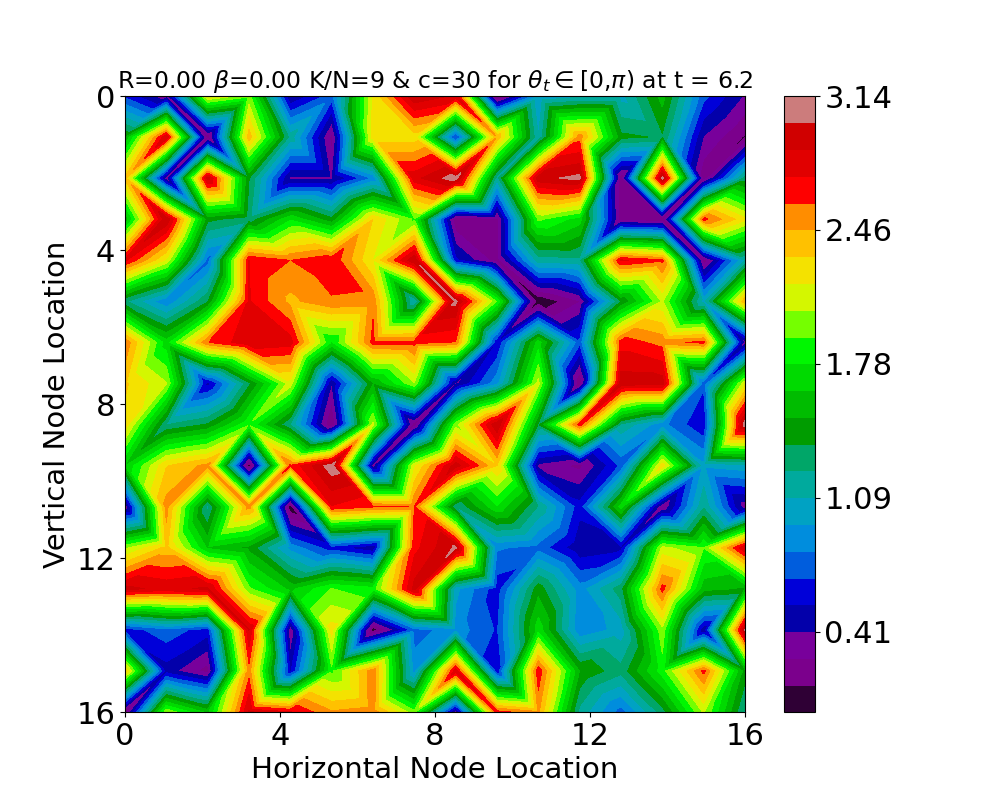 R=0.00 β=0.00 K/N=9 & c=30 for θₜ ∈ [0,π) at t = 6.2
0
4
8
12
16
Vertical Node Location
0 4 8 12 16
Horizontal Node Location
3.14
2.46
1.78
1.09
0.41